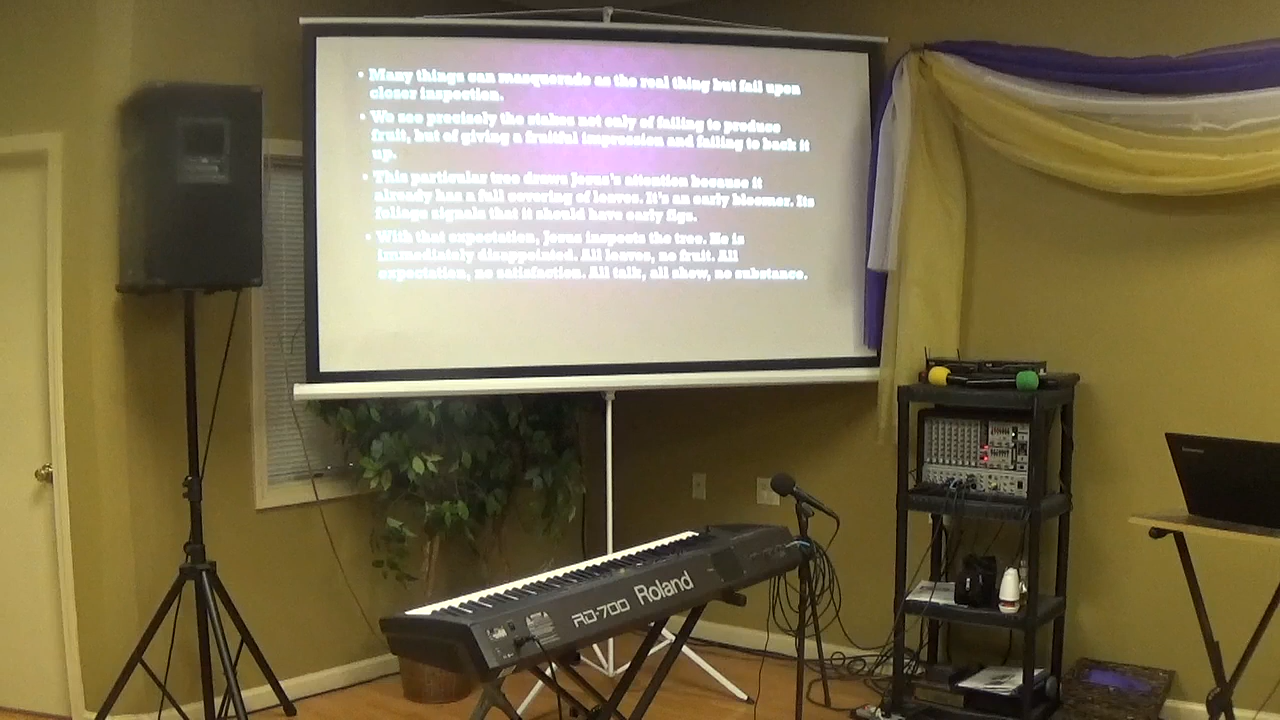 • Many things can masquerade as the real thing but fail upon
closer inspection.
• We see precisely the stakes not only of failing to produce
fruit, but of giving a fruitful impression and failing to back it
up.
• This particular tree draws Jesus's attention because it
already has a full covering of leaves. It's an early bloomer. Its
foliage signals that it should have early figs.
• With that expectation, Jesus inspects the tree. He is
immediately disappointed. All leaves, no fruit. All
expectation, no satisfaction. All talk, all show, no substance.
RD-700 Roland